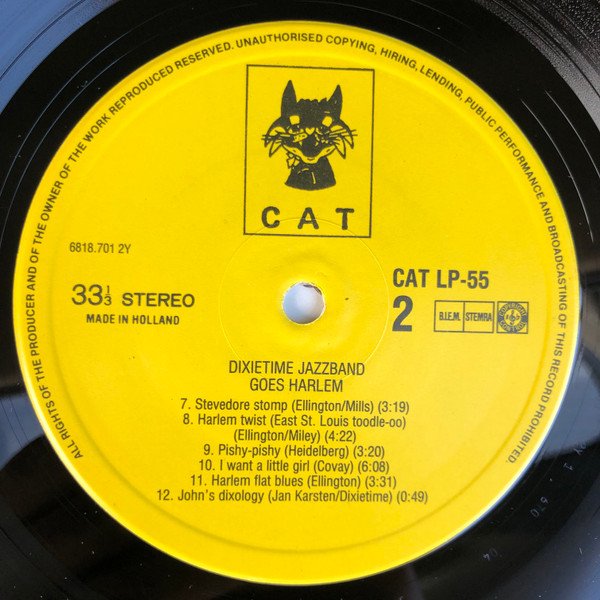 ALL RIGHTS OF THE PRODUCER AND OF THE OWNER OF THE WORK REPRODUCED RESERVED. UNAUTHORISED COPYING, HIRING, LENDING, PUBLIC PERFORMANCE AND BROADCASTING OF THIS RECORD PROHIBITED.
CAT
6818.701 2Y
33⅓ STEREO
MADE IN HOLLAND
CAT LP-55
2
B.I.E.M. STEMRA
DIXIETIME JAZZBAND
GOES HARLEM
7. Stevedore stomp (Ellington/Mills) (3:19)
8. Harlem twist (East St. Louis toodle-oo)
(Ellington/Miley) (4:22)
9. Pishy-pishy (Heidelberg) (3:20)
10. I want a little girl (Covay) (6:08)
11. Harlem flat blues (Ellington) (3:31)
12. John's dixology (Jan Karsten/Dixietime) (0:49)